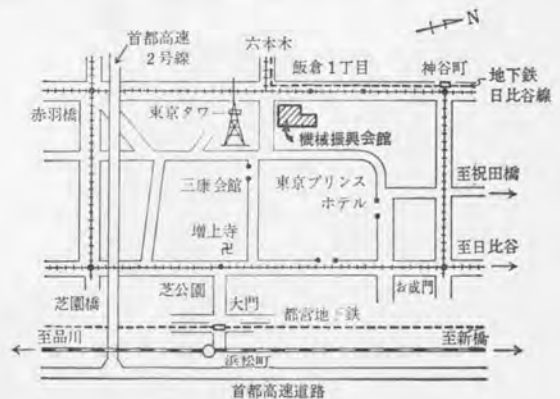 N
首都高速
2号線
六本木
飯倉1丁目
神谷町
地下鉄
日比谷線
赤羽橋
東京タワー
機械振興会館
至祝田橋
三康会館
東京プリンス
ホテル
増上寺
卍
至日比谷
芝公園
大門
お成門
芝園橋
都営地下鉄
至品川
至新橋
浜松町
首都高速道路